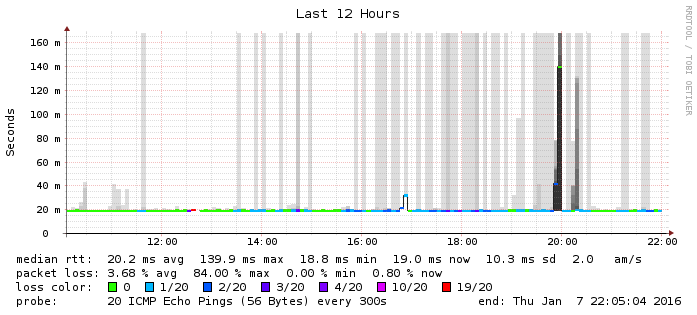 Last 12 Hours
RRDTOOL / TOBI OETIKER
Seconds
160 m
140 m
120 m
100 m
80 m
60 m
40 m
20 m
0
12:00 14:00 16:00 18:00 20:00 22:00
median rtt: 20.2 ms avg 139.9 ms max 18.8 ms min 19.0 ms now 10.3 ms sd 2.0 am/s
packet loss: 3.68 % avg 84.00 % max 0.00 % min 0.80 % now
loss color: 0 1/20 2/20 3/20 4/20 10/20 19/20
probe: 20 ICMP Echo Pings (56 Bytes) every 300s end: Thu Jan 7 22:05:04 2016